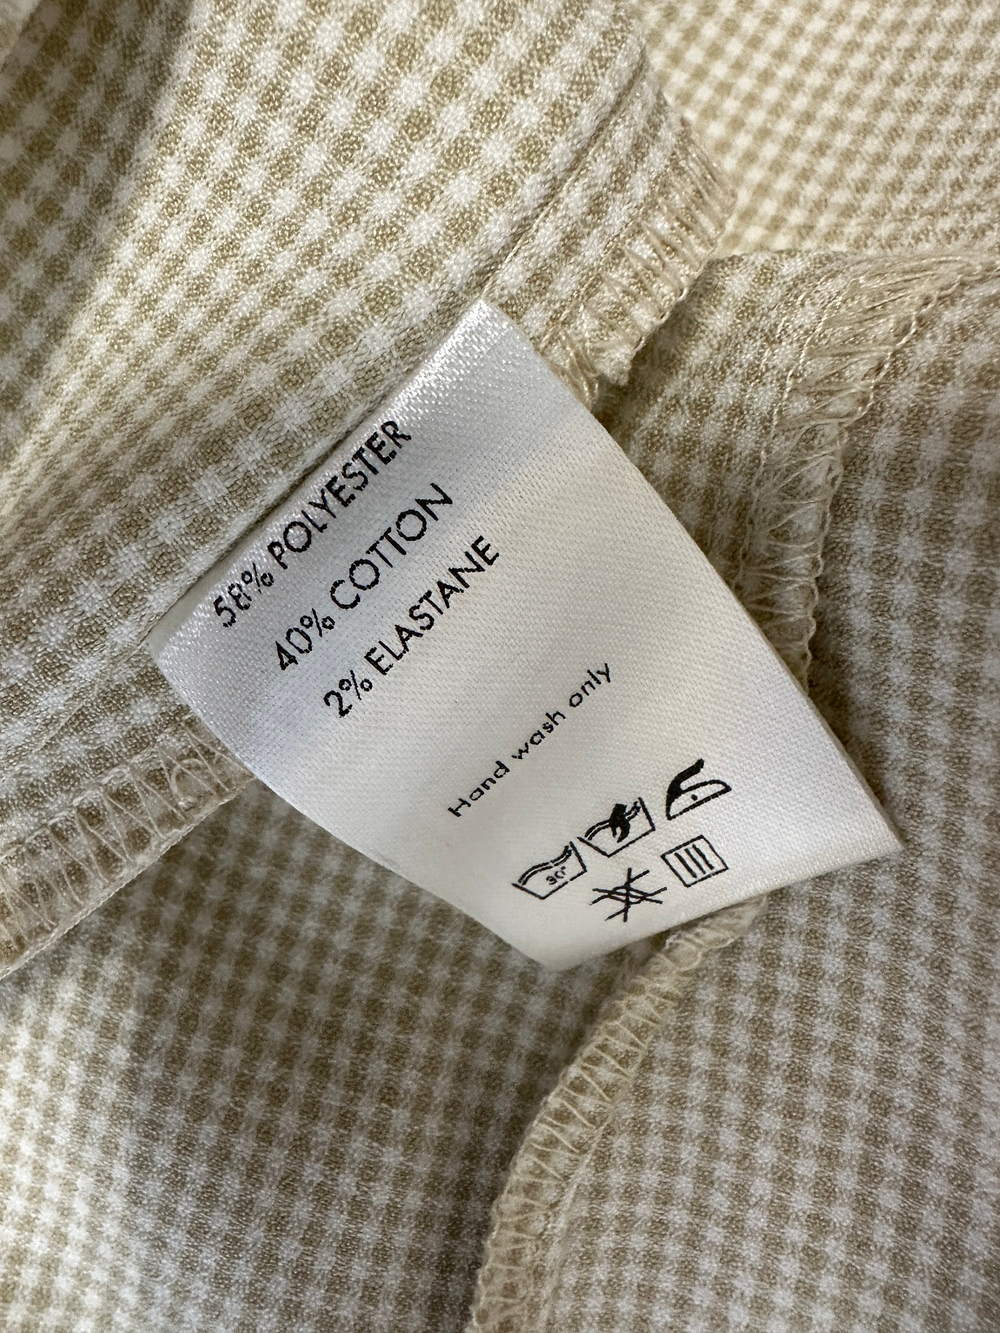 58% POLYESTER
40% COTTON
2% ELASTANE
Hand wash only
30°